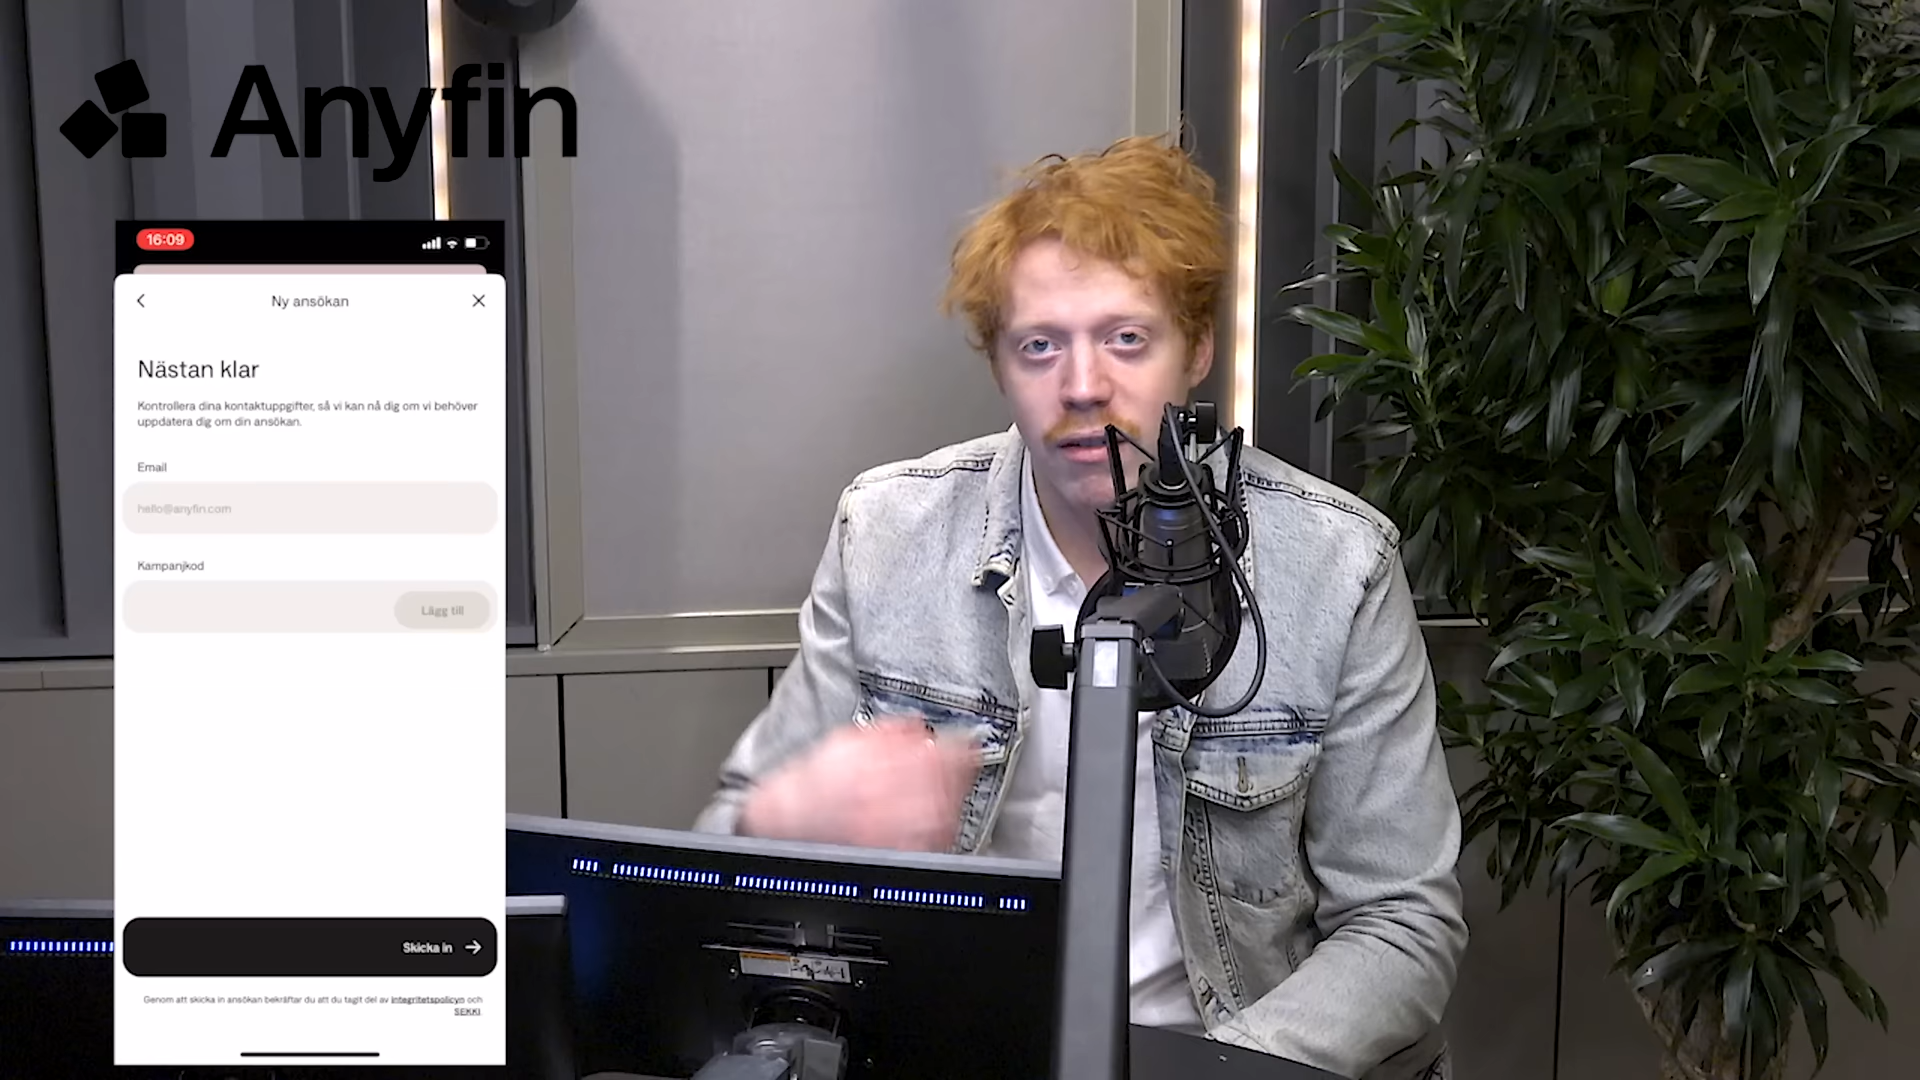 Anyfin
16:09
Ny ansökan
Nästan klar
Kontrollera dina kontaktuppgifter, så vi kan nå dig om vi behöver
uppdatera dig om din ansökan.
Email
hello@anyfin.com
Kampanjkod
Lägg till
Skicka in
Genom att skicka in ansökan bekräftar du att du tagit del av integritetspolicyn och
SEKKI.